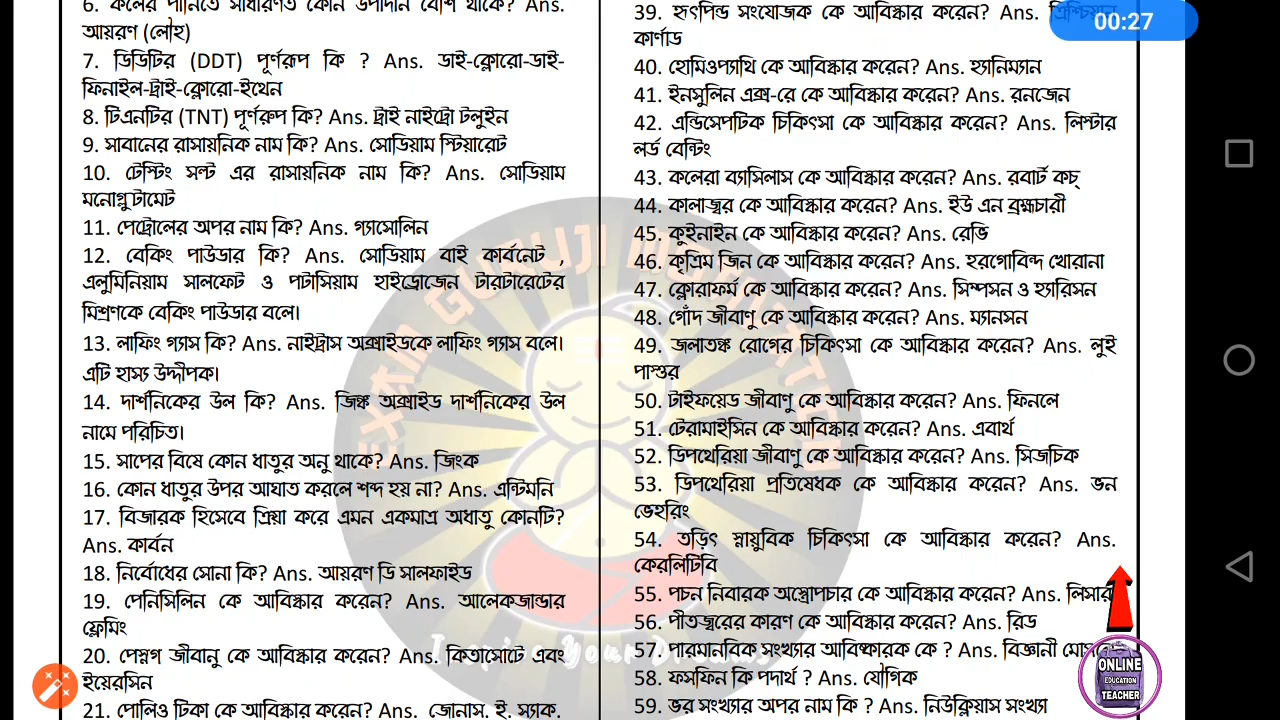 6. কলের পানিতে সাধারণত কোন উপাদান বেশি থাকে? Ans.
আয়রণ (লৌহ)
7. ডিডিটির (DDT) পূর্ণরূপ কি ? Ans. ডাই-ক্লোরো-ডাই-
ফিনাইল-ট্রাই-ক্লোরো-ইথেন
8. টিএনটির (TNT) পূর্ণরুপ কি? Ans. ট্রাই নাইট্রো টলুইন
9. সাবানের রাসায়নিক নাম কি? Ans. সোডিয়াম স্টিয়ারেট
10. টেস্টিং সল্ট এর রাসায়নিক নাম কি? Ans. সোডিয়াম
মনোগ্লুটামেট
11. পেট্রোলের অপর নাম কি? Ans. গ্যাসোলিন
12. বেকিং পাউডার কি? Ans. সোডিয়াম বাই কার্বনেট ,
এলুমিনিয়াম সালফেট ও পটাসিয়াম হাইড্রোজেন টারটারেটের
মিশ্রণকে বেকিং পাউডার বলে।
13. লাফিং গ্যাস কি? Ans. নাইট্রাস অক্সাইডকে লাফিং গ্যাস বলে।
এটি হাস্য উদ্দীপক।
14. দার্শনিকের উল কি? Ans. জিঙ্ক অক্সাইড দার্শনিকের উল
নামে পরিচিত।
15. সাপের বিষে কোন ধাতুর অনু থাকে? Ans. জিংক
16. কোন ধাতুর উপর আঘাত করলে শব্দ হয় না? Ans. এন্টিমনি
17. বিজারক হিসেবে ত্রিয়া করে এমন একমাত্র অধাতু কোনটি?
Ans. কার্বন
18. নির্বোধের সোনা কি? Ans. আয়রণ ডি সালফাইড
19. পেনিসিলিন কে আবিষ্কার করেন? Ans. আলেকজান্ডার
ফ্লেমিং
20. পেস্নগ জীবানু কে আবিষ্কার করেন? Ans. কিতাসোটে এবং
ইয়েরসিন
21. পোলিও টিকা কে আবিষ্কার করেন? Ans. জোনাস. ই. স্যাক.
39. হৃৎপিন্ড সংযোজক কে আবিষ্কার করেন? Ans.
কার্ণাড
40. হোমিওপ্যাথি কে আবিষ্কার করেন? Ans. হ্যানিম্যান
41. ইনসুলিন এক্স-রে কে আবিষ্কার করেন? Ans. রনজেন
42. এন্ডিসেপটিক চিকিৎসা কে আবিষ্কার করেন? Ans. লিপ্টার
লর্ড বেন্টিং
43. কলেরা ব্যাসিলাস কে আবিষ্কার করেন? Ans. রবার্ট কচ্
44. কালাজ্বর কে আবিষ্কার করেন? Ans. ইউ এন ব্রহ্মচারী
45. কুইনাইন কে আবিষ্কার করেন? Ans. রেভি
46. কৃত্রিম জিন কে আবিষ্কার করেন? Ans. হরগোবিন্দ খোরানা
47. ক্লোরাফর্ম কে আবিষ্কার করেন? Ans. সিম্পসন ও হ্যারিসন
48. গোঁদ জীবাণু কে আবিষ্কার করেন? Ans. ম্যানসন
49. জলাতঙ্ক রোগের চিকিৎসা কে আবিষ্কার করেন? Ans. লুই
পাস্তুর
50. টাইফয়েড জীবাণু কে আবিষ্কার করেন? Ans. ফিনলে
51. টেরামাইসিন কে আবিষ্কার করেন? Ans. এবার্থ
52. ডিপথেরিয়া জীবাণু কে আবিষ্কার করেন? Ans. সিজচিক
53. ডিপথেরিয়া প্রতিষেধক কে আবিষ্কার করেন? Ans. ভন
ভেহরিং
54. তড়িৎ স্নায়ুবিক চিকিৎসা কে আবিষ্কার করেন? Ans.
কেরলিটিবি
55. পচন নিবারক অস্ত্রোপচার কে আবিষ্কার করেন? Ans. লিসার
56. পীতজ্বরের কারণ কে আবিষ্কার করেন? Ans. রিড
57. পারমানবিক সংখ্যার আবিষ্কারক কে ? Ans. বিজ্ঞানী
58. ফসফিন কি পদার্থ ? Ans. যৌগিক
59. ভর সংখ্যার অপর নাম কি ? Ans. নিউক্লিয়াস সংখ্যা
00:27
EXAM GURUJI MOTIVATION
Inspire Your Dreams
ONLINE
EDUCATION
TEACHER